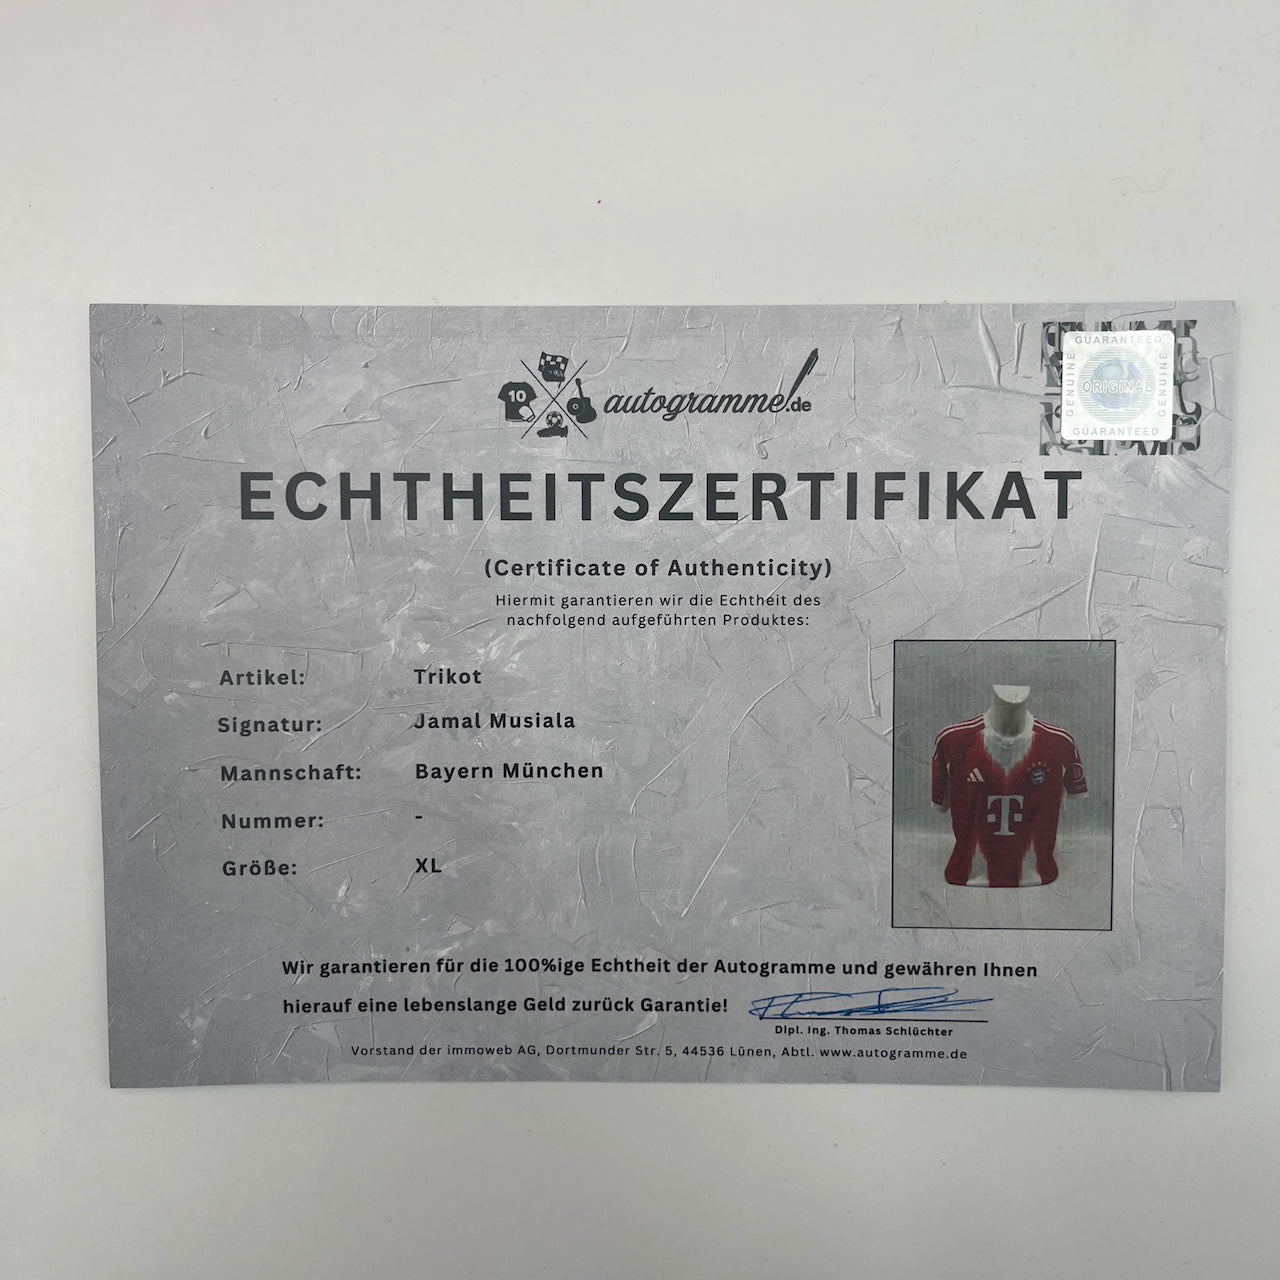 10
autogramme.de
GUARANTEED
GENUINE
ORIGINAL
GENUINE
GUARANTEED
ECHTHEITSZERTIFIKAT
(Certificate of Authenticity)
Hiermit garantieren wir die Echtheit des
nachfolgend aufgeführten Produktes:
Artikel: Trikot
Signatur: Jamal Musiala
Mannschaft: Bayern München
Nummer: -
Größe: XL
T
Wir garantieren für die 100%ige Echtheit der Autogramme und gewähren Ihnen
hierauf eine lebenslange Geld zurück Garantie!
Dipl. Ing. Thomas Schlüchter
Vorstand der immoweb AG, Dortmunder Str. 5, 44536 Lünen, Abtl. www.autogramme.de